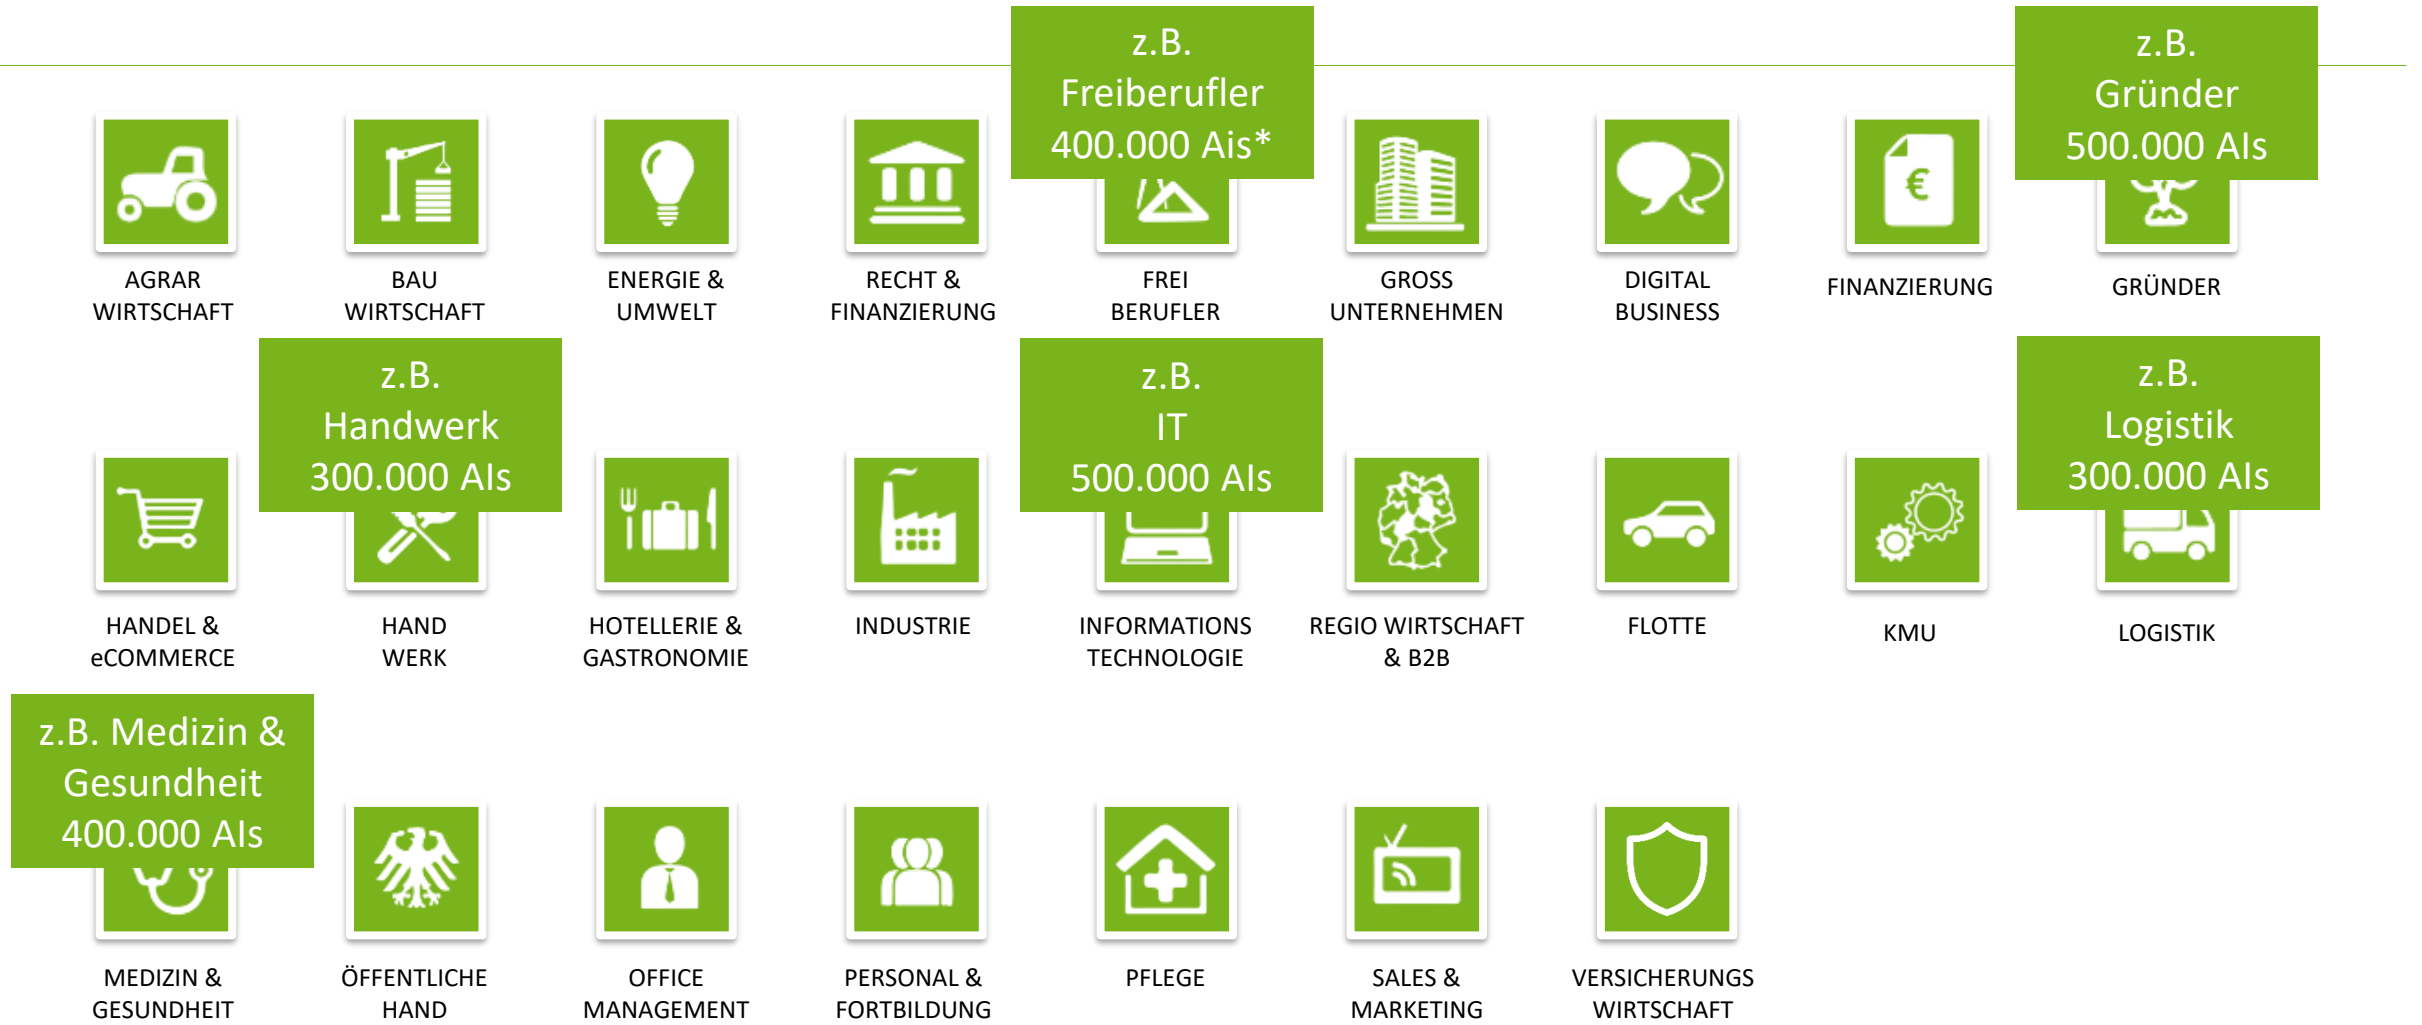 z.B.
Freiberufler
400.000 Ais*
z.B.
Gründer
500.000 AIs
AGRAR
WIRTSCHAFT
BAU
WIRTSCHAFT
ENERGIE &
UMWELT
RECHT &
FINANZIERUNG
FREI
BERUFLER
GROSS
UNTERNEHMEN
DIGITAL
BUSINESS
€
FINANZIERUNG
GRÜNDER
z.B.
Handwerk
300.000 AIs
z.B.
IT
500.000 AIs
z.B.
Logistik
300.000 AIs
HANDEL &
eCOMMERCE
HAND
WERK
HOTELLERIE &
GASTRONOMIE
INDUSTRIE
INFORMATIONS
TECHNOLOGIE
REGIO WIRTSCHAFT
& B2B
FLOTTE
KMU
LOGISTIK
z.B. Medizin &
Gesundheit
400.000 AIs
MEDIZIN &
GESUNDHEIT
ÖFFENTLICHE
HAND
OFFICE
MANAGEMENT
PERSONAL &
FORTBILDUNG
PFLEGE
SALES &
MARKETING
VERSICHERUNGS
WIRTSCHAFT